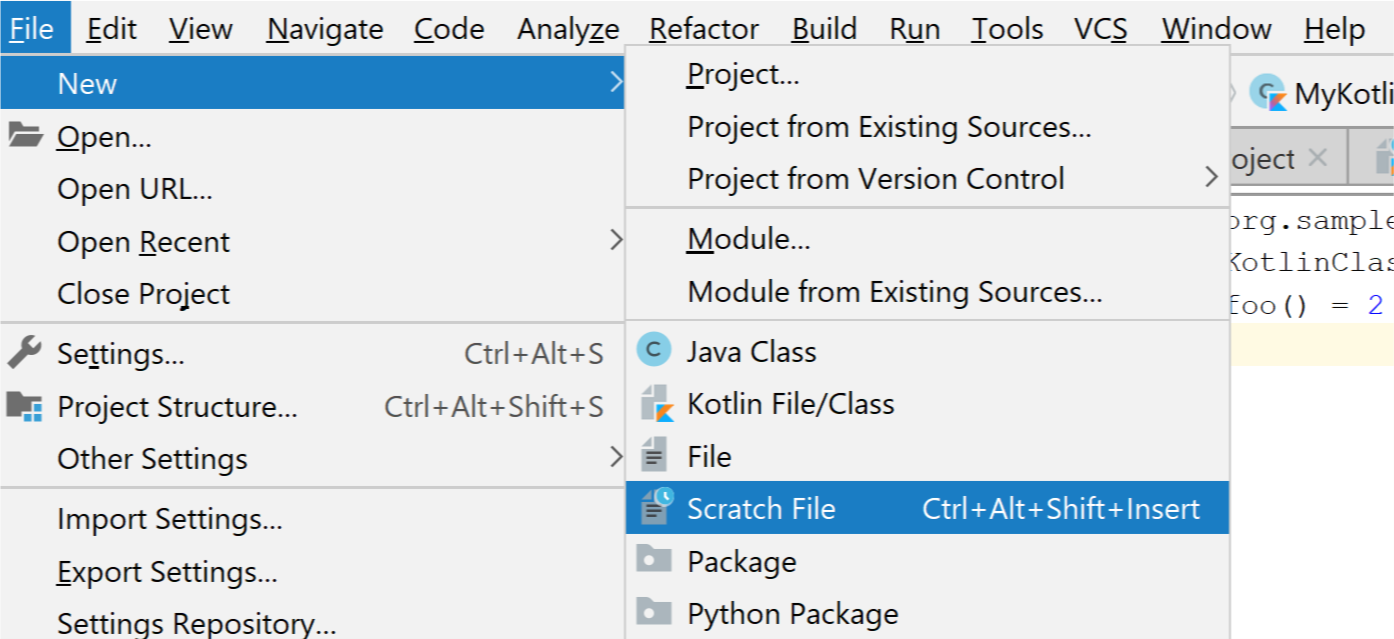 File Edit View Navigate Code Analyze Refactor Build Run Tools VCS Window Help
New
Open...
Open URL...
Open Recent
Close Project
Settings... Ctrl+Alt+S
Project Structure... Ctrl+Alt+Shift+S
Other Settings
Import Settings...
Export Settings...
Settings Repository...
Project...
Project from Existing Sources...
Project from Version Control
Module...
Module from Existing Sources...
C Java Class
Kotlin File/Class
File
Scratch File Ctrl+Alt+Shift+Insert
Package
Python Package
C MyKotli
oject
org.sample
KotlinClas
foo() = 2